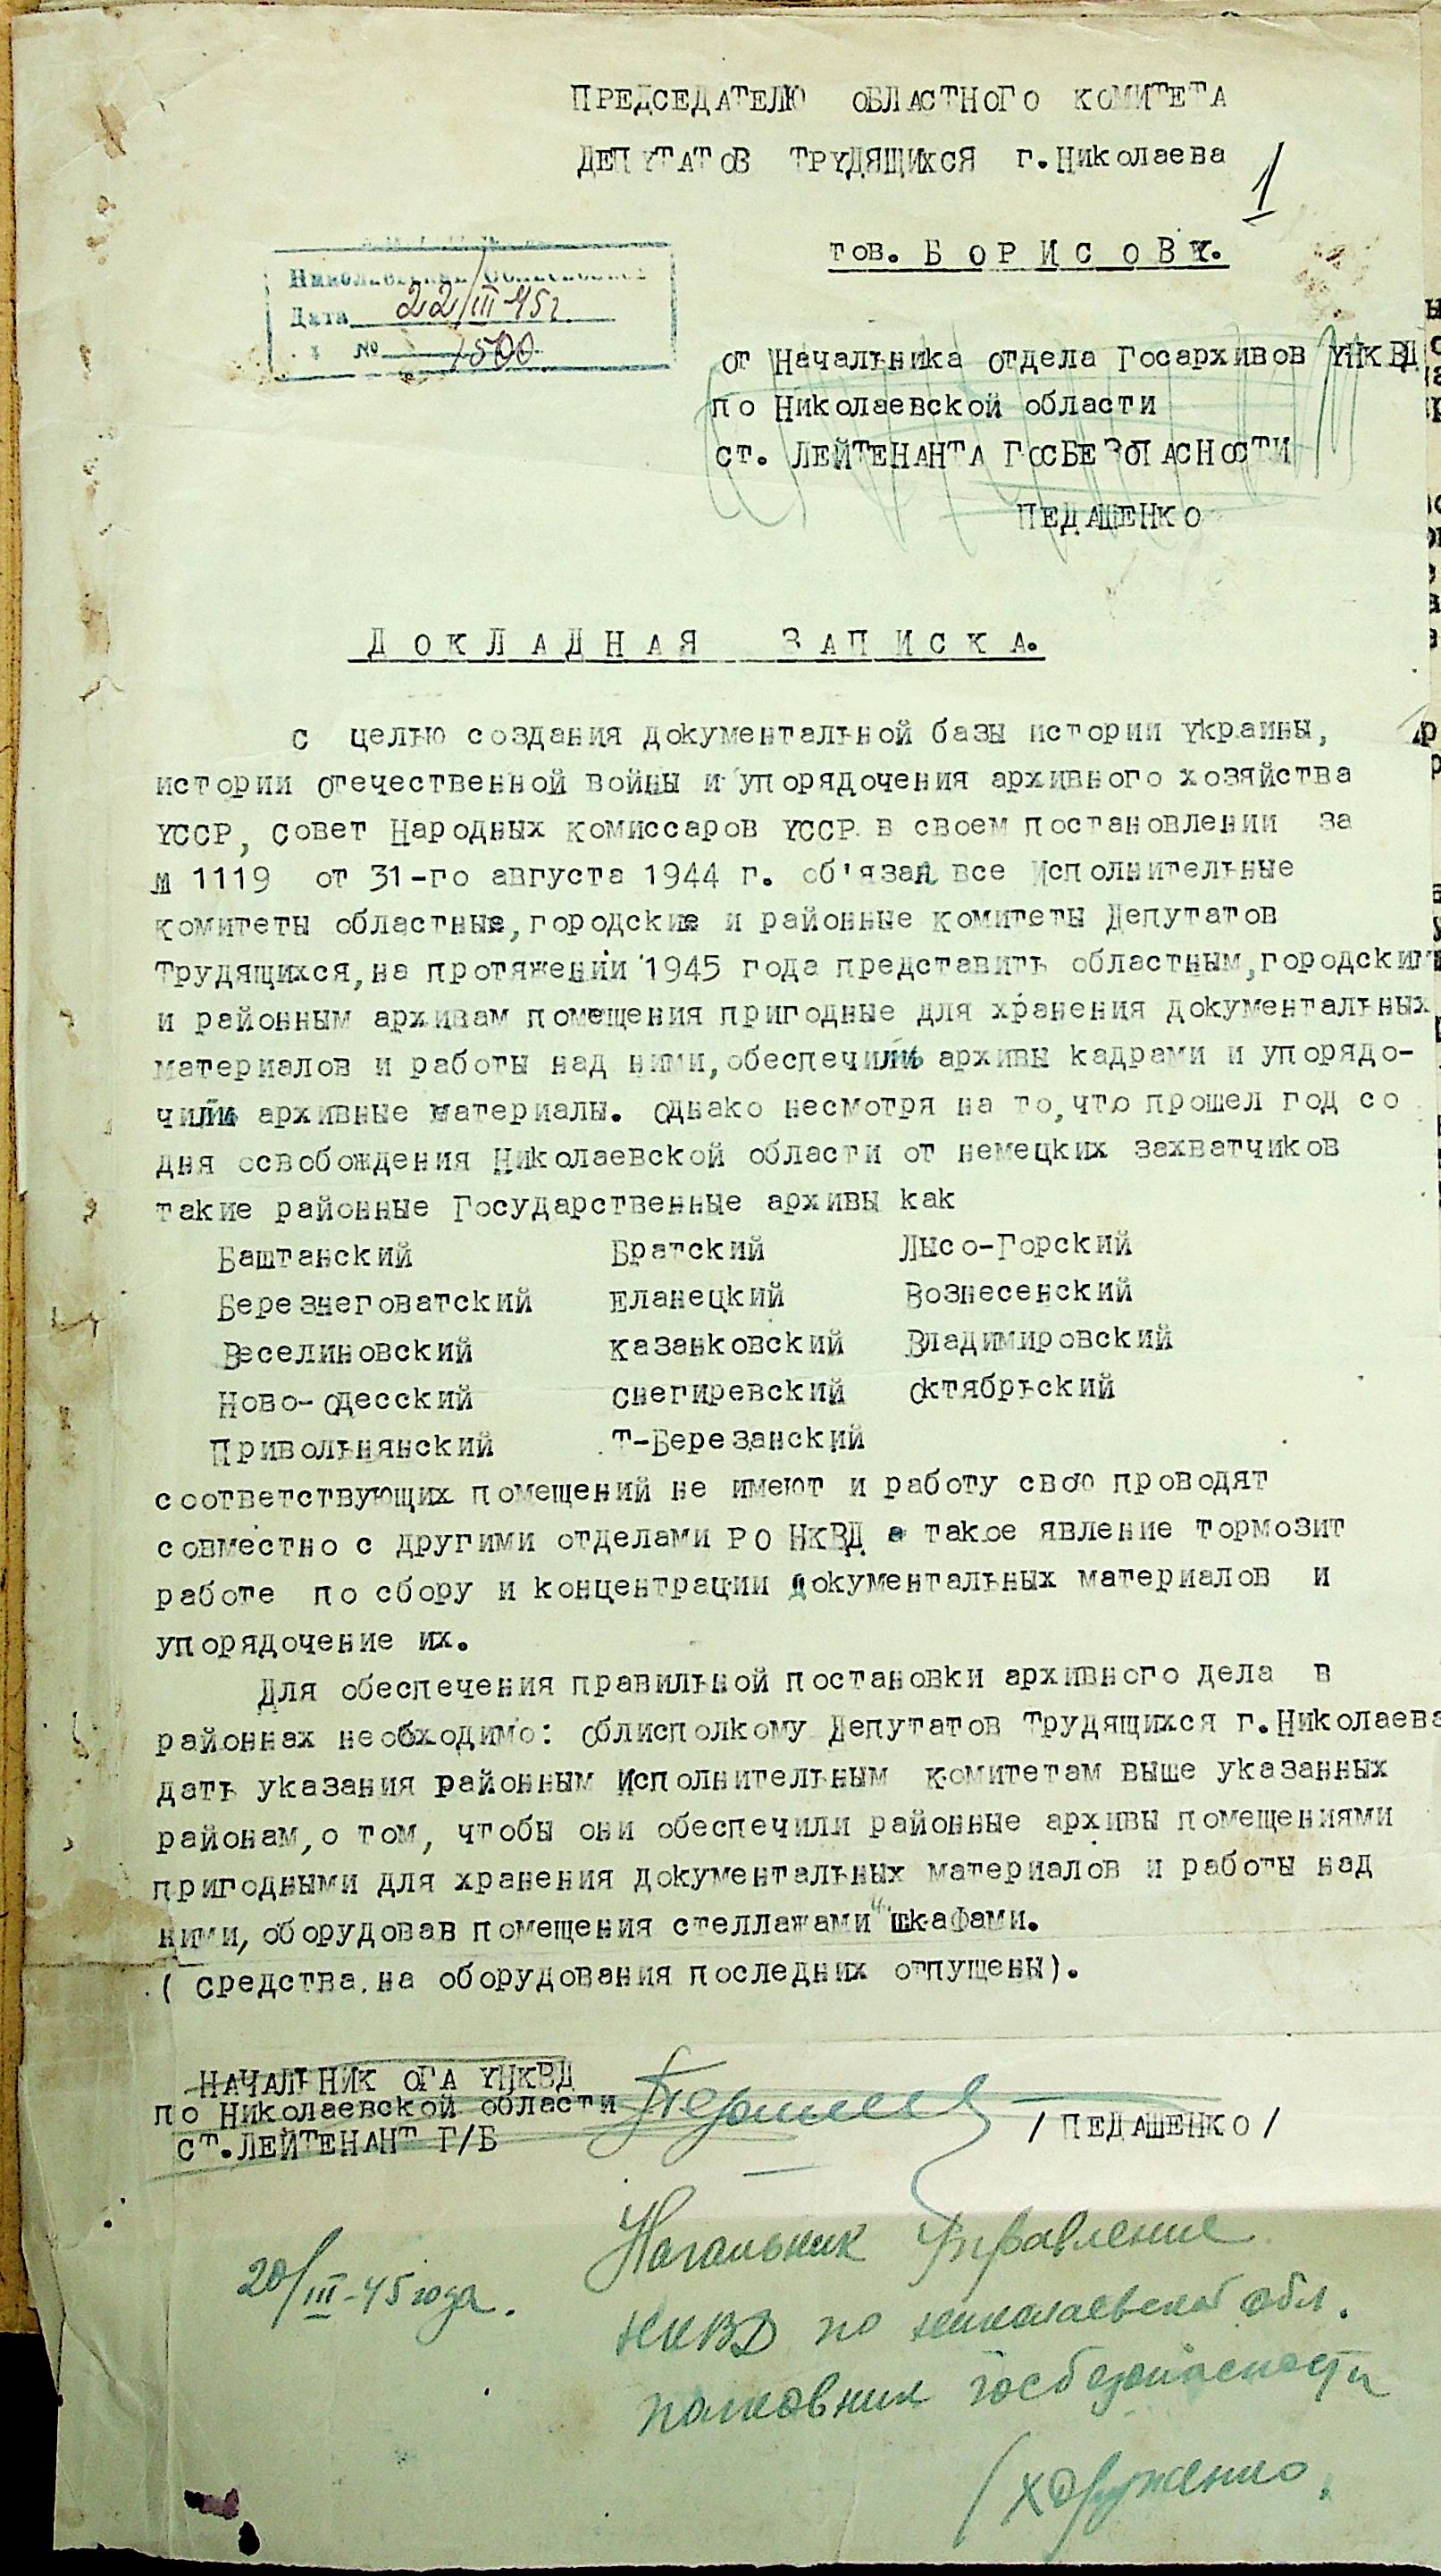 ПРЕДСЕДАТЕЛЮ ОБЛАСТНОГО КОМИТЕТА
ДЕПУТАТОВ ТРУДЯЩИХСЯ г.Николаева
1
тов. БОРИСОВУ.
Дата 22/III-45г.
№ 1500
от Начальника отдела Госархивов УНКВД
по Николаевской области
ст. ЛЕЙТЕНАНТА ГОСБЕЗОПАСНОСТИ
ПЕДАШЕНКО
ДОКЛАДНАЯ ЗАПИСКА.
С целью создания документальной базы истории Украины,
истории отечественной войны и упорядочения архивного хозяйства
УССР, Совет Народных Комиссаров УССР в своем постановлении за
№ 1119 от 31-го августа 1944 г. об'язал все Исполнительные
комитеты областные, городские и районные комитеты Депутатов
Трудящихся, на протяжении 1945 года представить областным, городским
и районным архивам помещения пригодные для хранения документальных
материалов и работы над ними, обеспечить архивы кадрами и упорядо-
чить архивные материалы. Однако несмотря на то, что прошел год со
дня освобождения Николаевской области от немецких захватчиков
такие районные Государственные архивы как
Баштанский Братский Лысо-Горский
Березнеговатский Еланецкий Вознесенский
Веселиновский Казанковский Владимировский
Ново-Одесский Снегиревский Октябрьский
Привольнянский Т-Березанский
соответствующих помещений не имеют и работу свою проводят
совместно с другими отделами РО НКВД а такое явление тормозит
работе по сбору и концентрации документальных материалов и
упорядочение их.
Для обеспечения правильной постановки архивного дела в
районнах необходимо: Облисполкому Депутатов Трудящихся г.Николаева
дать указания районным Исполнительным комитетам выше указанных
районам, о том, чтобы они обеспечили районные архивы помещениями
пригодными для хранения документальных материалов и работы над
ними, оборудовав помещения стеллажами и шкафами.
( Средства на оборудования последних отпущены).
НАЧАЛЬНИК ОГА УНКВД
по Николаевской области
СТ.ЛЕЙТЕНАНТ Г/Б
/ ПЕДАШЕНКО /
20/III-45 года.
Начальник Управление
НКВД по николаевской обл.
полковник госбезопасности
(Хоруженко.